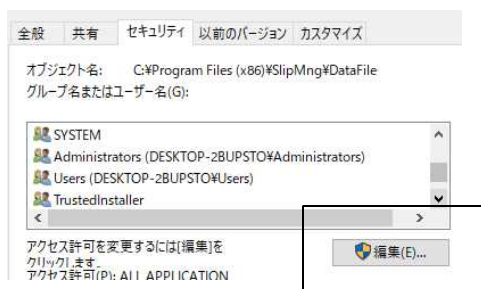 全般 共有 セキュリティ 以前のバージョン カスタマイズ
オブジェクト名: C:¥Program Files (x86)¥SlipMng¥DataFile
グループ名またはユーザー名(G):
SYSTEM
Administrators (DESKTOP-2BUPSTO¥Administrators)
Users (DESKTOP-2BUPSTO¥Users)
TrustedInstaller
アクセス許可を変更するには[編集]を
クリックします。
編集(E)...
アクセス許可(P): ALL APPLICATION